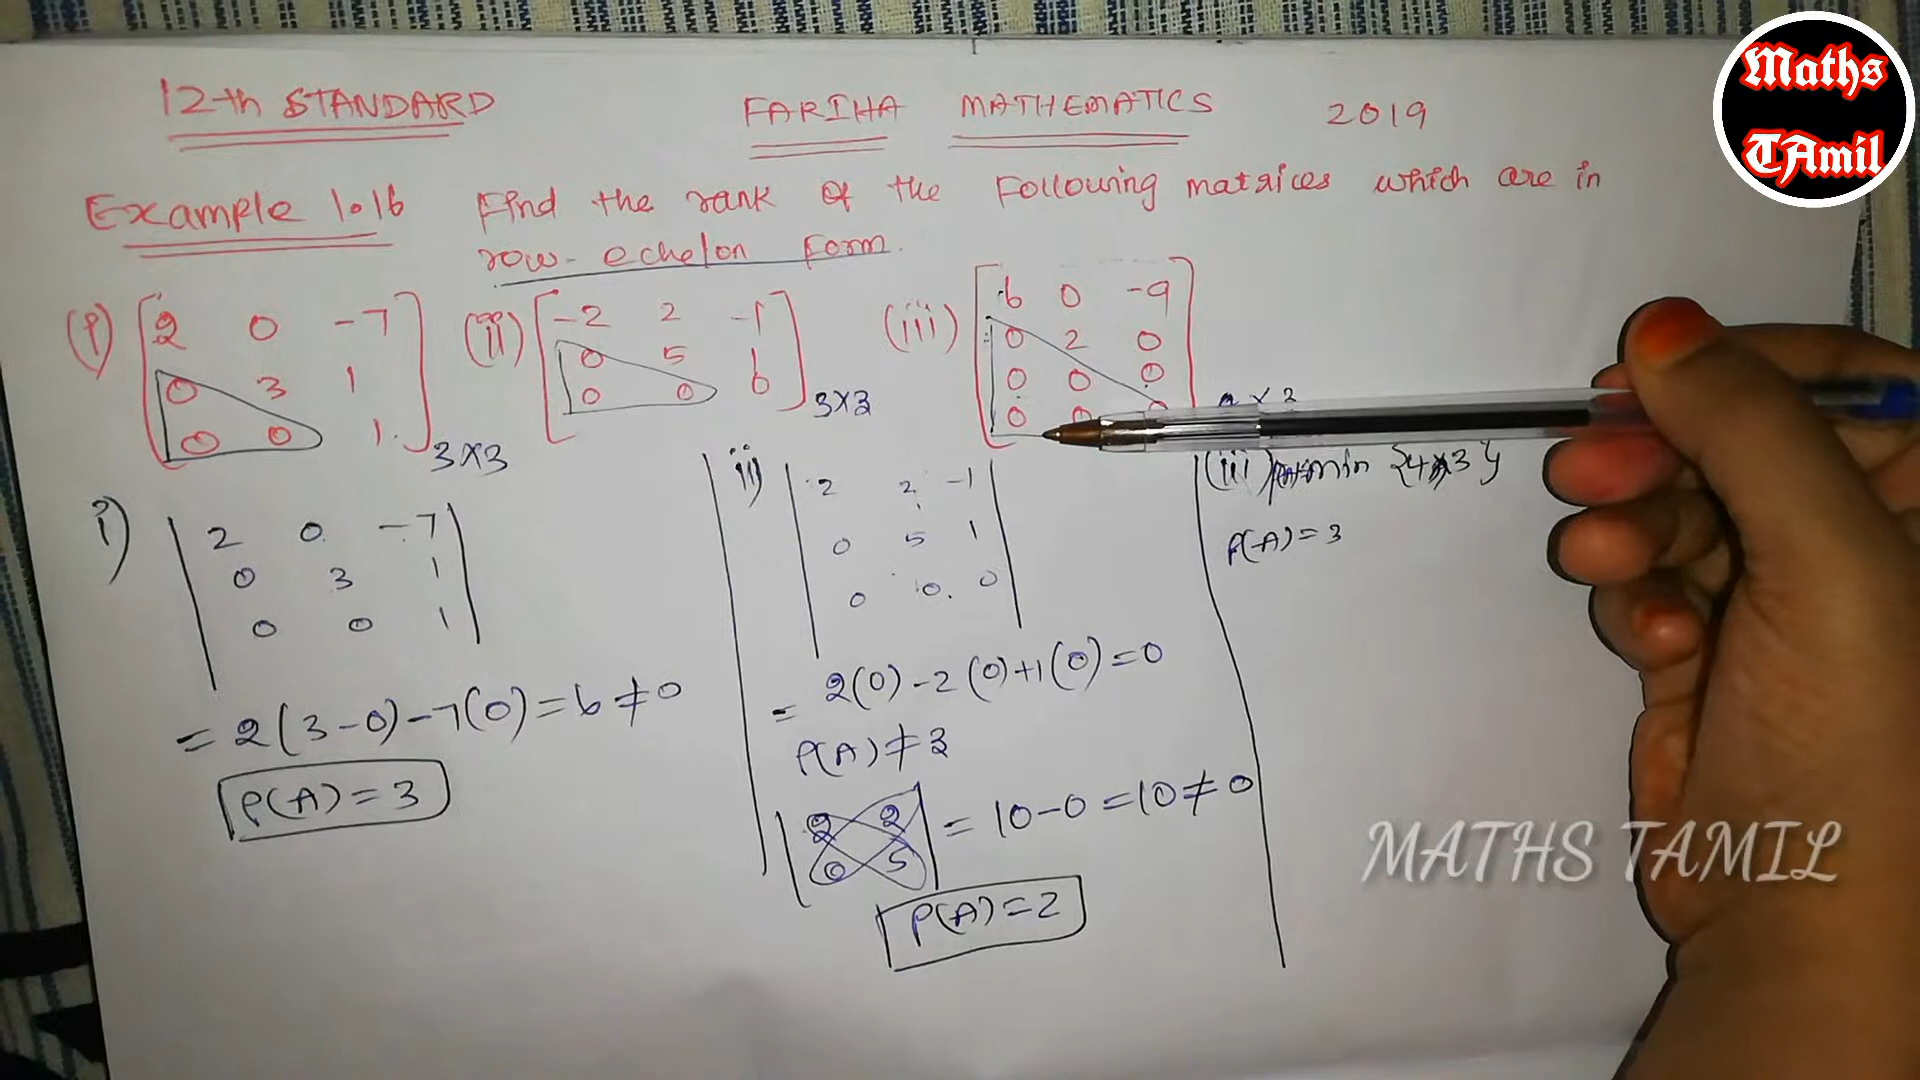 Maths
TAmil
12th STANDARD FARIHA MATHEMATICS 2019
Example 1.16 Find the rank of the Following matrices which are in
row-echelon form.
(i) 2 0 -7
0 3 1
0 0 1
3×3
(ii) -2 2 -1
0 5 1
0 0 6
3×3
(iii) 6 0 -9
0 2 0
0 0 0
0 0
i) 2 0 -7
0 3 1
0 0 1
= 2(3-0)-7(0)=6≠0
ρ(A)=3
ii) 2 2 -1
0 5 1
0 0 0
= 2(0)-2(0)+1(0)=0
ρ(A)≠3
2 2
0 5
= 10-0=10≠0
ρ(A)=2
(iii) min {4×3}
ρ(A)=3
MATHS TAMIL